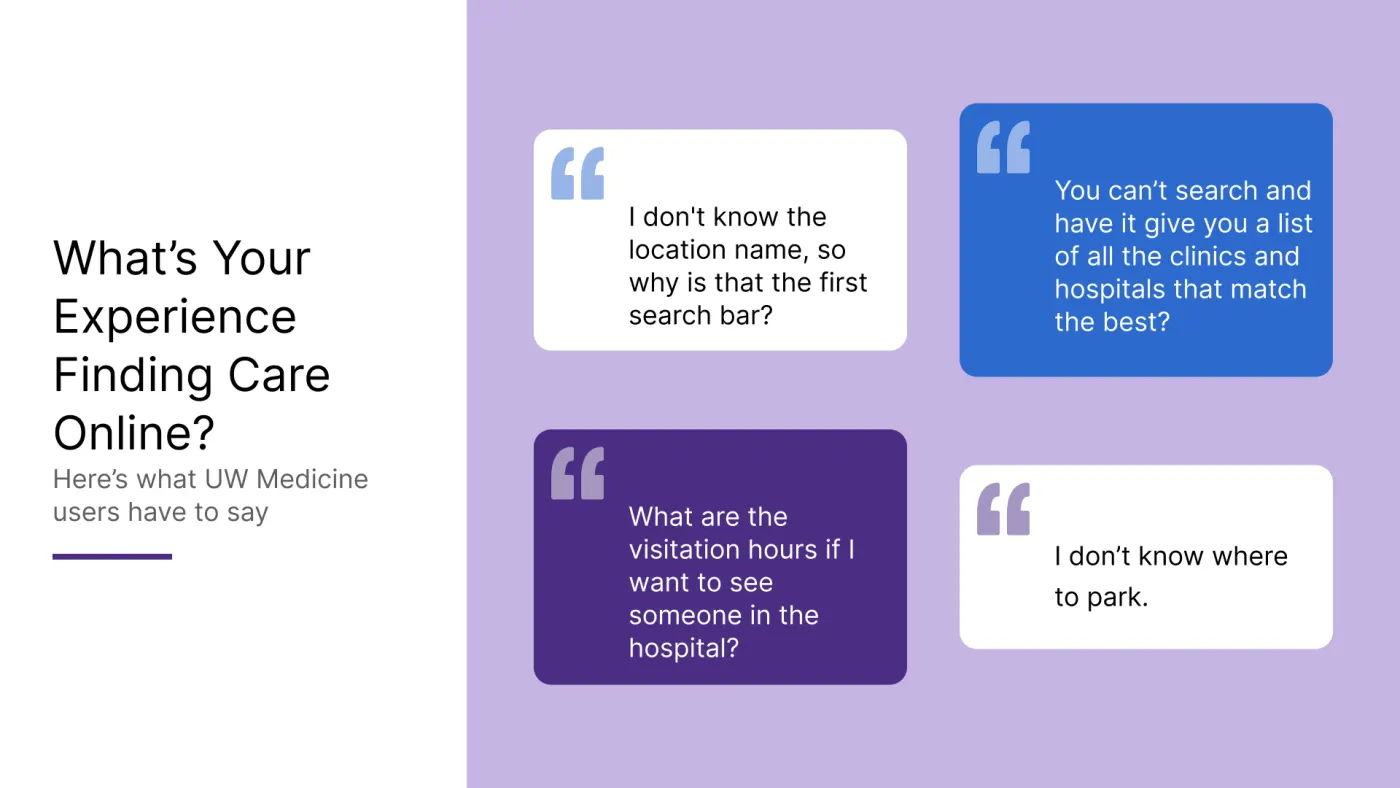 What’s Your
Experience
Finding Care
Online?
Here’s what UW Medicine
users have to say
I don't know the
location name, so
why is that the first
search bar?
You can’t search and
have it give you a list
of all the clinics and
hospitals that match
the best?
What are the
visitation hours if I
want to see
someone in the
hospital?
I don’t know where
to park.